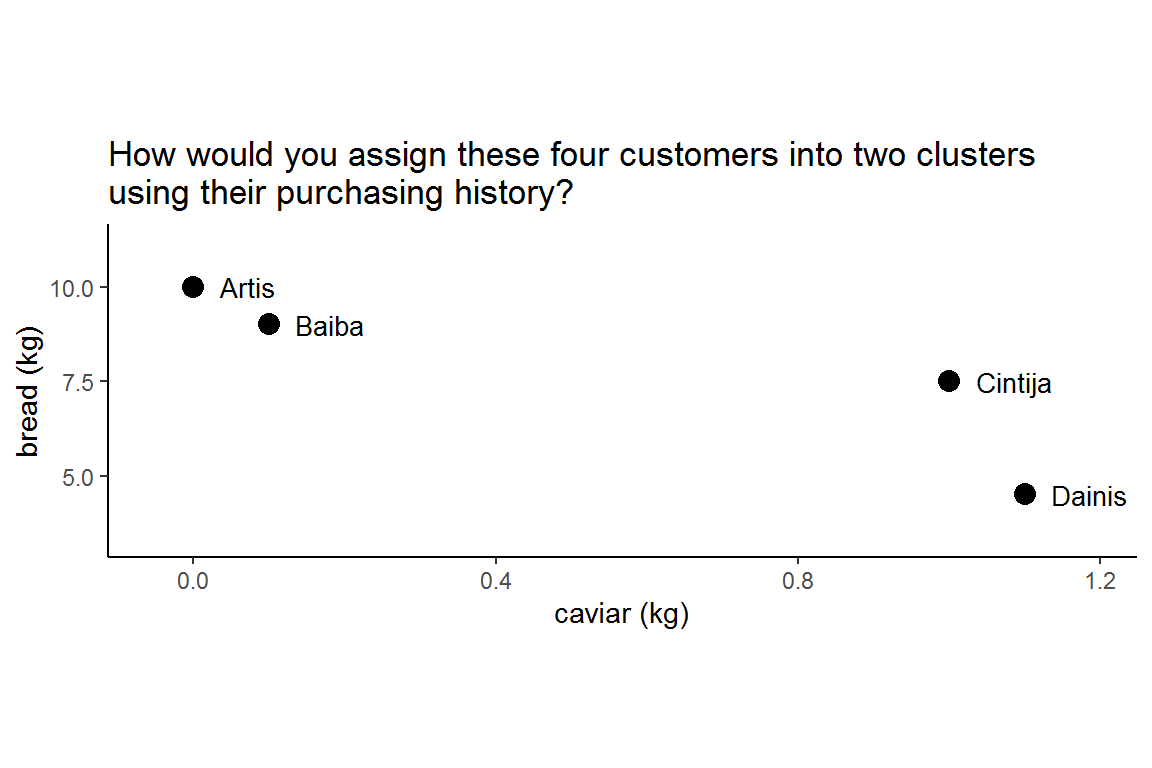 How would you assign these four customers into two clusters
using their purchasing history?
10.0
7.5
5.0
bread (kg)
Artis
Baiba
Cintija
Dainis
0.0
0.4
0.8
1.2
caviar (kg)